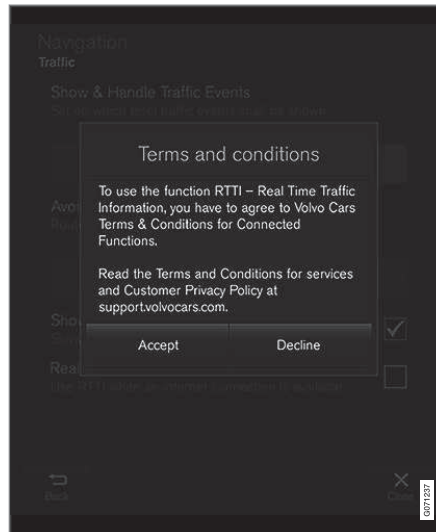 Navigation
Traffic
Show & Handle Traffic Events
Terms and conditions
To use the function RTTI – Real Time Traffic
Information, you have to agree to Volvo Cars
Terms & Conditions for Connected
Functions.
Read the Terms and Conditions for services
and Customer Privacy Policy at
support.volvocars.com.
Accept
Decline
Back
Close
G071237